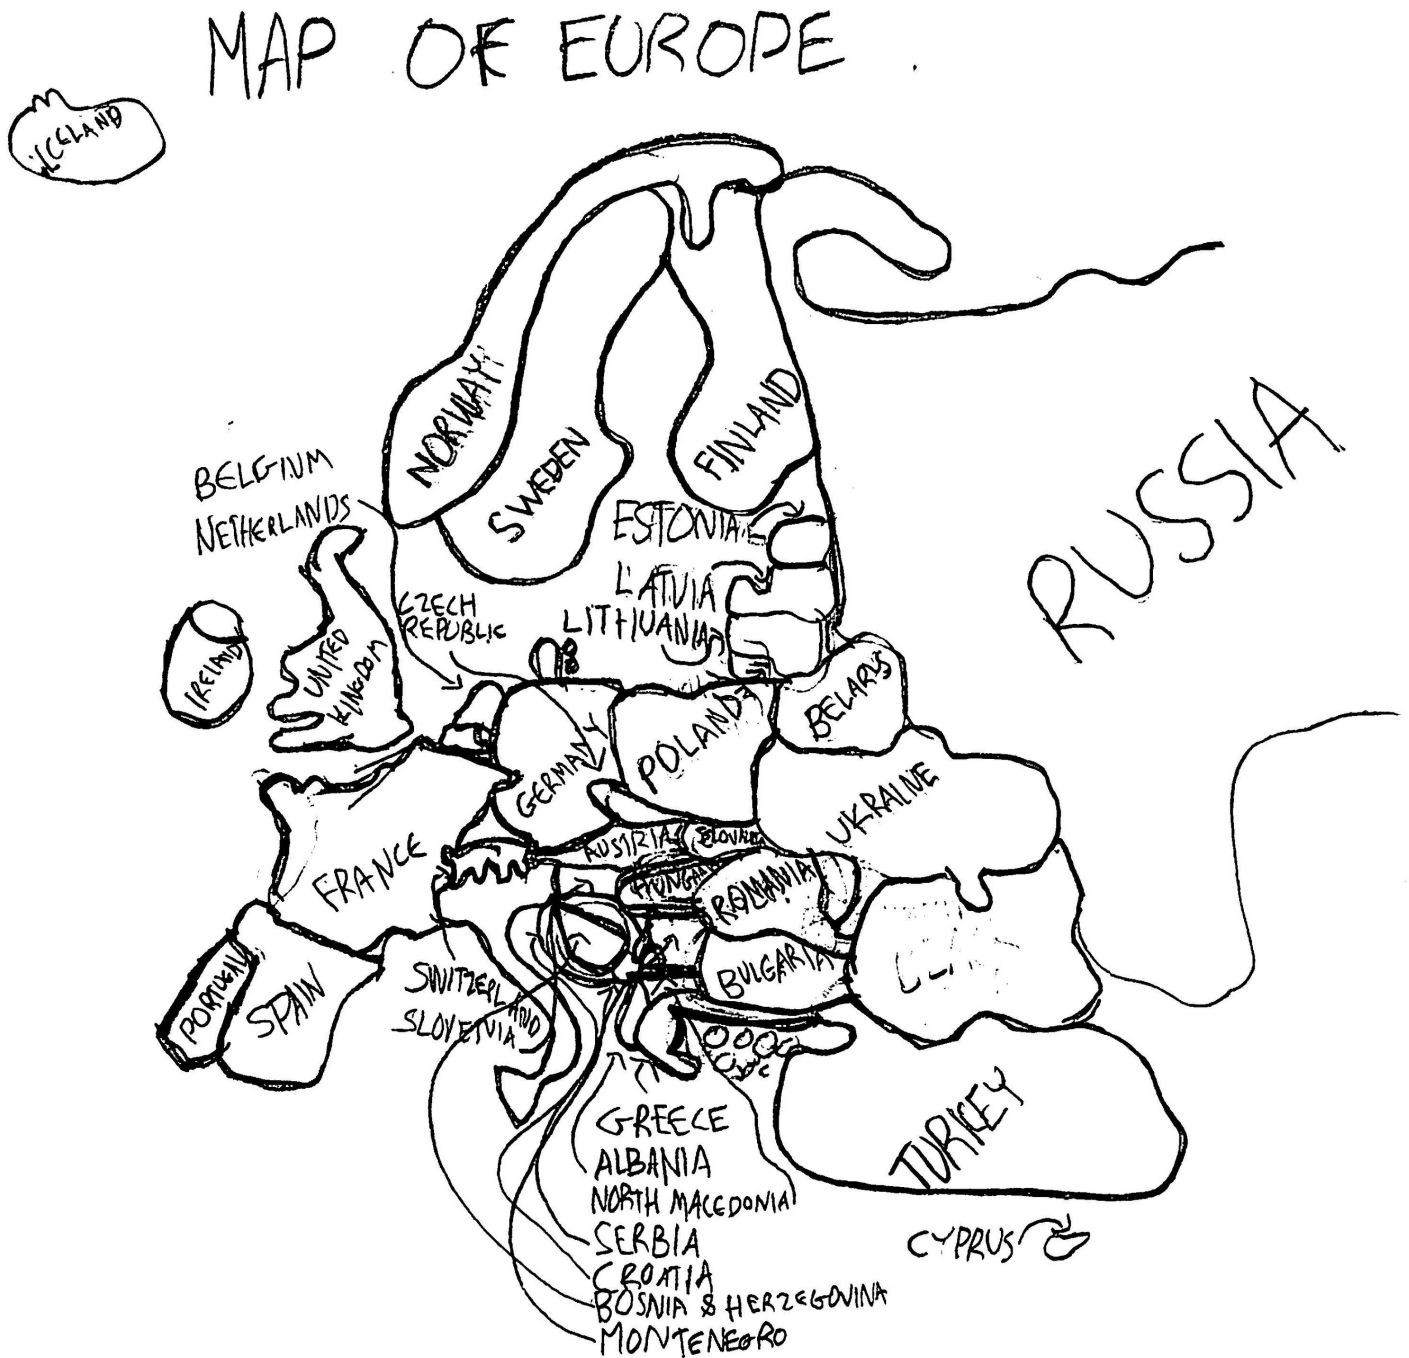 MAP OF EUROPE
ICELAND
NORWAY
SWEDEN
FINLAND
RUSSIA
BELGIUM
NETHERLANDS
ESTONIA
LATVIA
LITHUANIA
CZECH
REPUBLIC
IRELAND
UNITED
KINGDOM
BELARUS
GERMANY
POLAND
UKRAINE
FRANCE
AUSTRIA
ROMANIA
BULGARIA
PORTUGAL
SPAIN
SWITZERLAND
SLOVENIA
TURKEY
GREECE
ALBANIA
NORTH MACEDONIA
SERBIA
CROATIA
BOSNIA & HERZEGOVINA
MONTENEGRO
CYPRUS